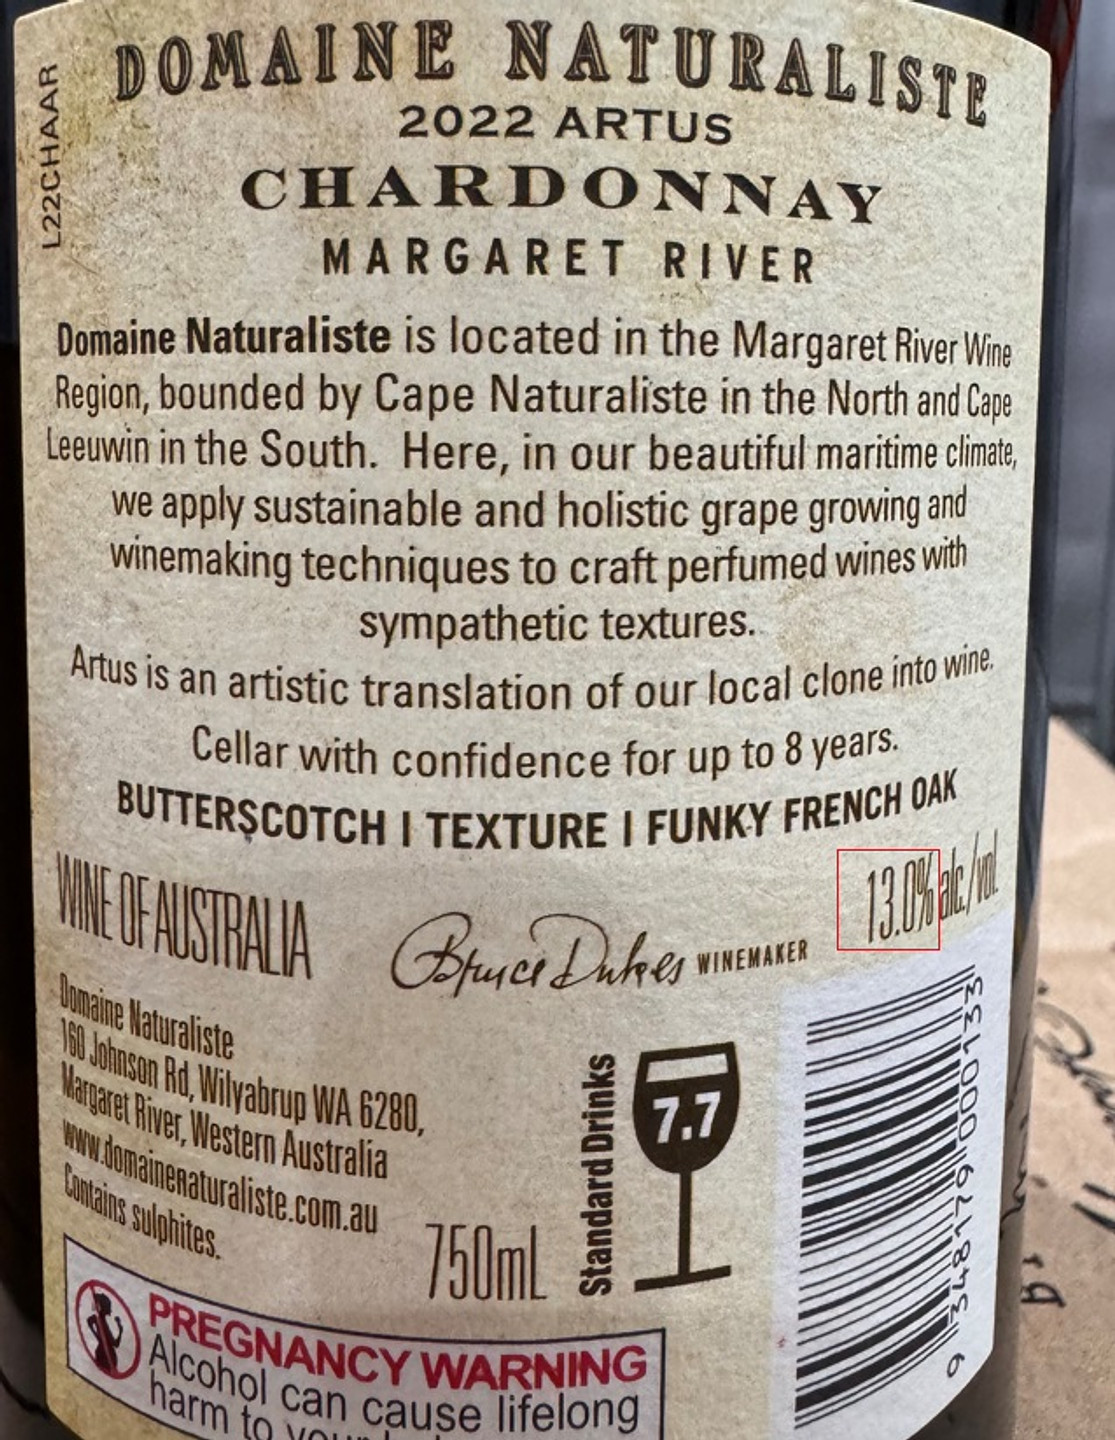 L22CHAAR
DOMAINE NATURALISTE
2022 ARTUS
CHARDONNAY
MARGARET RIVER
Domaine Naturaliste is located in the Margaret River Wine
Region, bounded by Cape Naturaliste in the North and Cape
Leeuwin in the South. Here, in our beautiful maritime climate,
we apply sustainable and holistic grape growing and
winemaking techniques to craft perfumed wines with
sympathetic textures.
Artus is an artistic translation of our local clone into wine.
Cellar with confidence for up to 8 years.
BUTTERSCOTCH | TEXTURE | FUNKY FRENCH OAK
WINE OF AUSTRALIA
Bruce Dukes WINEMAKER
13.0% alc./vol.
Domaine Naturaliste
160 Johnson Rd, Wilyabrup WA 6280,
Margaret River, Western Australia
www.domainenaturaliste.com.au
Contains sulphites.
750mL
Standard Drinks
7.7
9 348179 000133
PREGNANCY WARNING
Alcohol can cause lifelong
harm to your